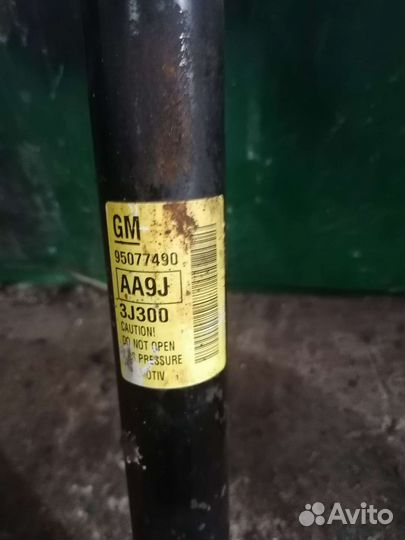 GM
95077490
AA9J
3J300
CAUTION!
DO NOT OPEN
PRESSURE
Avito